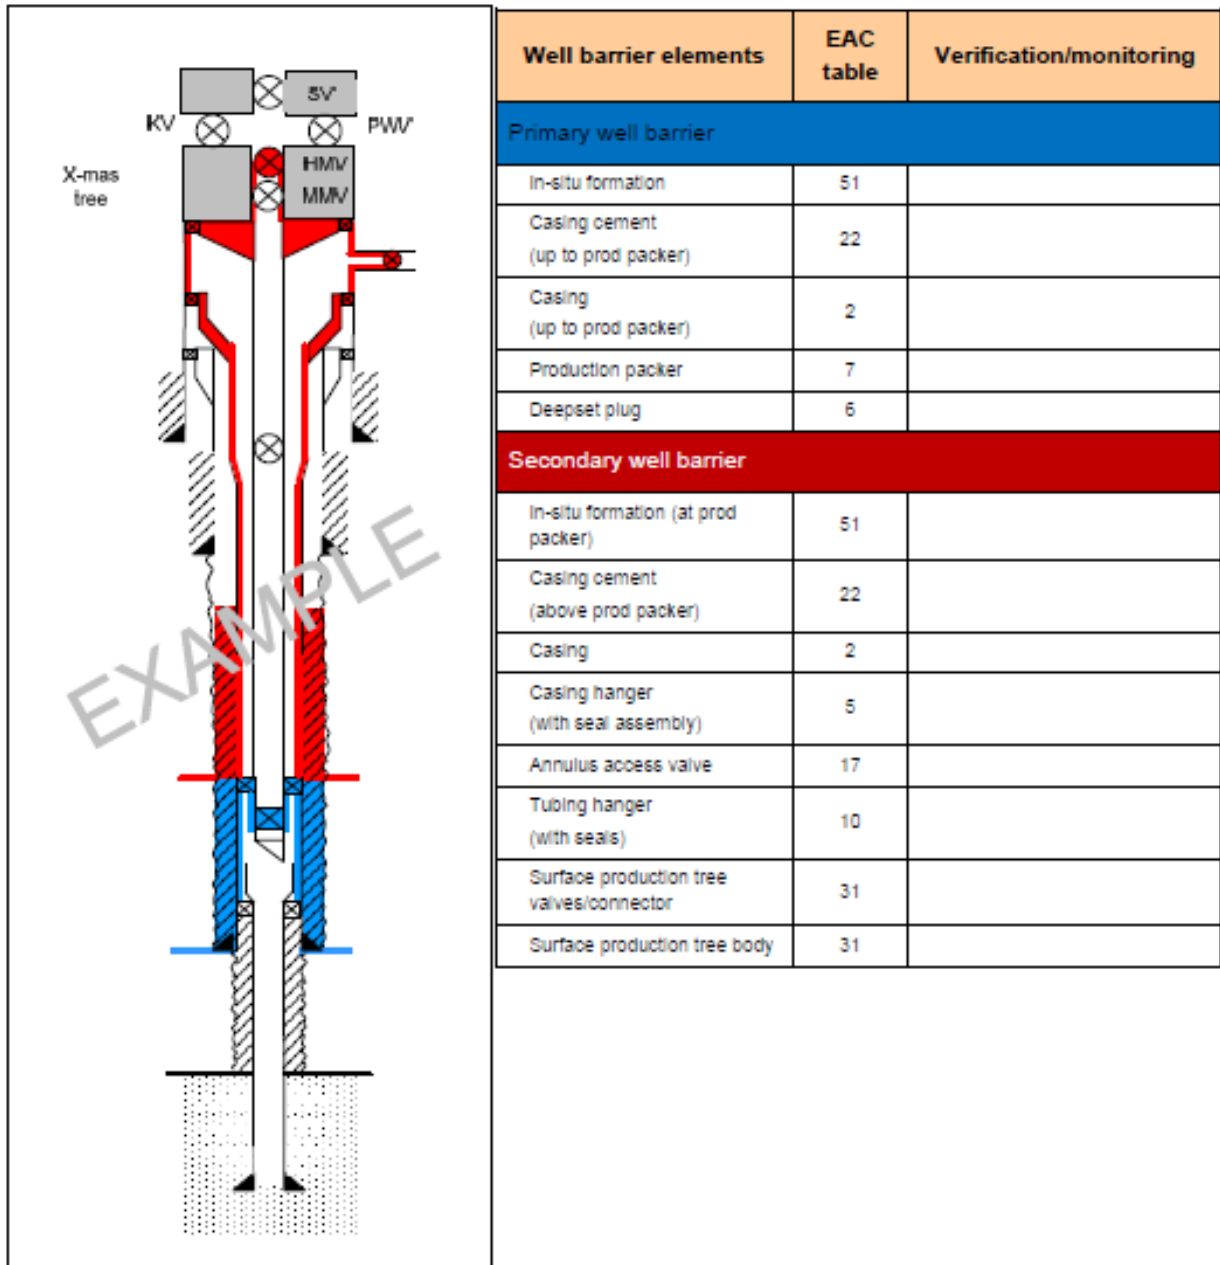 SV'
KV
PWV'
X-mas
tree
HMV
MMV
EXAMPLE
Well barrier elements
EAC
table
Verification/monitoring
Primary well barrier
In-situ formation
51
Casing cement
(up to prod packer)
22
Casing
(up to prod packer)
2
Production packer
7
Deepset plug
6
Secondary well barrier
In-situ formation (at prod
packer)
51
Casing cement
(above prod packer)
22
Casing
2
Casing hanger
(with seal assembly)
5
Annulus access valve
17
Tubing hanger
(with seals)
10
Surface production tree
valves/connector
31
Surface production tree body
31